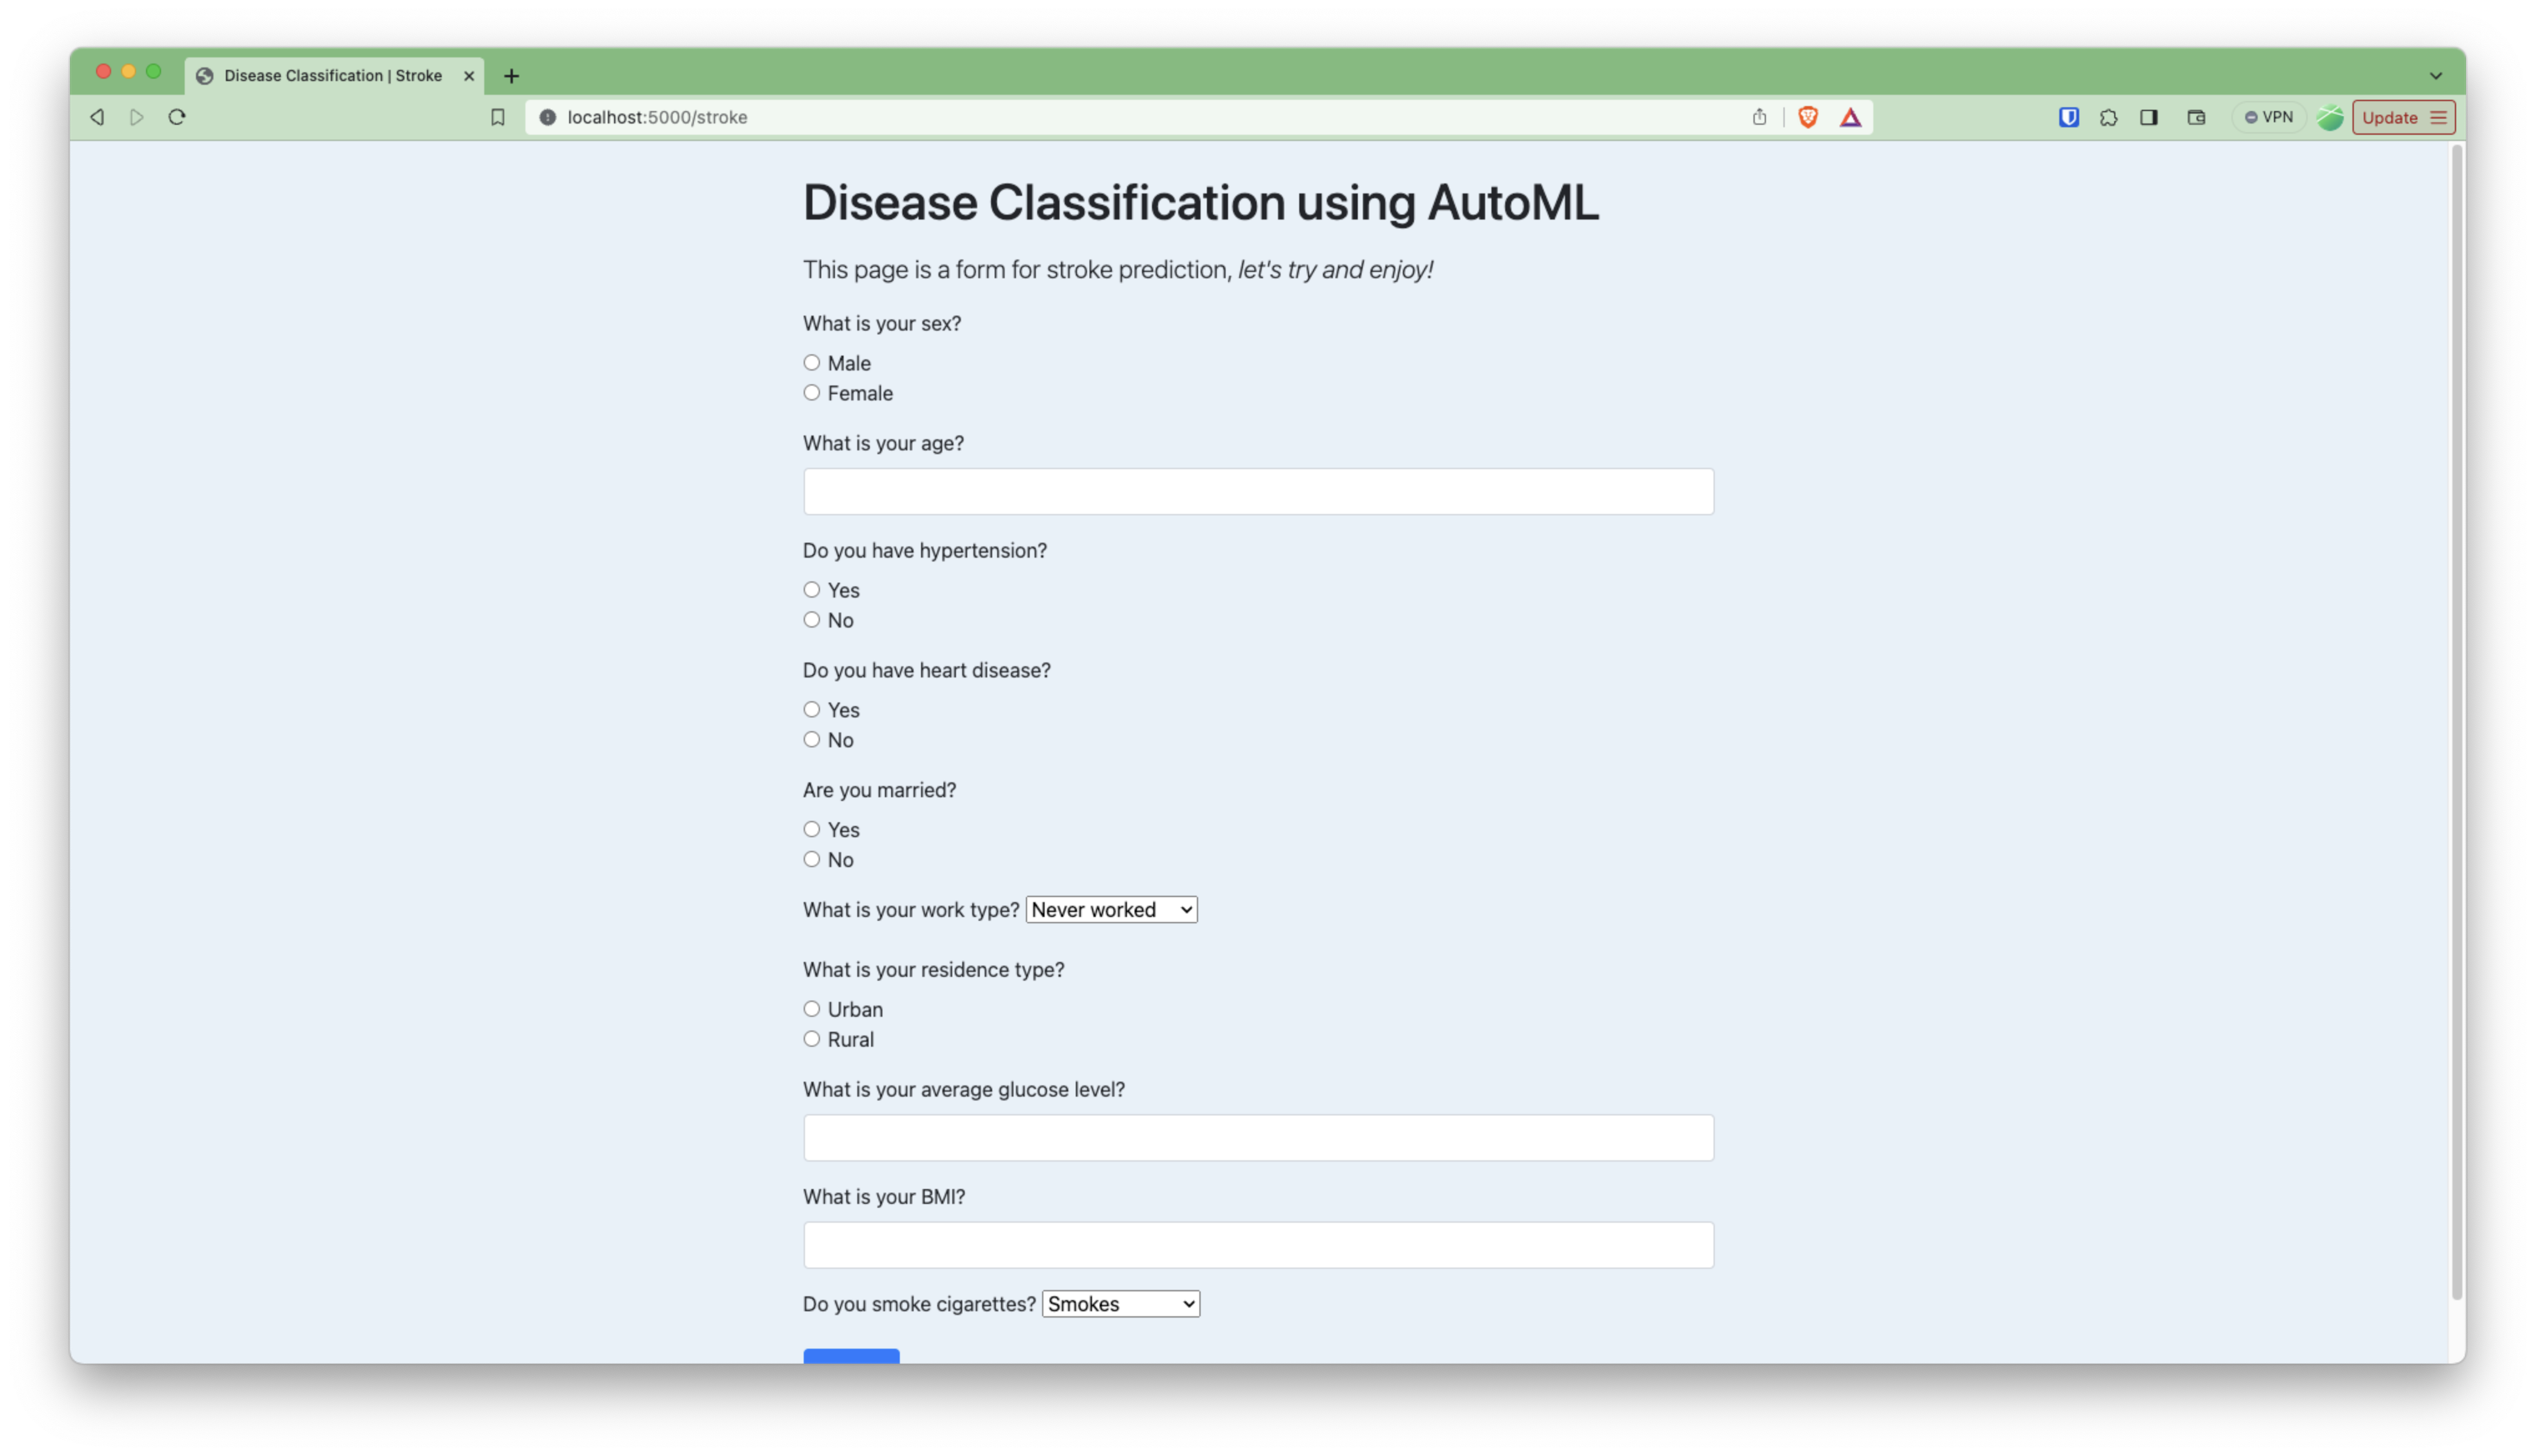 Disease Classification | Stroke
localhost:5000/stroke
VPN
Update
Disease Classification using AutoML
This page is a form for stroke prediction, let's try and enjoy!
What is your sex?
Male
Female
What is your age?
Do you have hypertension?
Yes
No
Do you have heart disease?
Yes
No
Are you married?
Yes
No
What is your work type? Never worked
What is your residence type?
Urban
Rural
What is your average glucose level?
What is your BMI?
Do you smoke cigarettes? Smokes